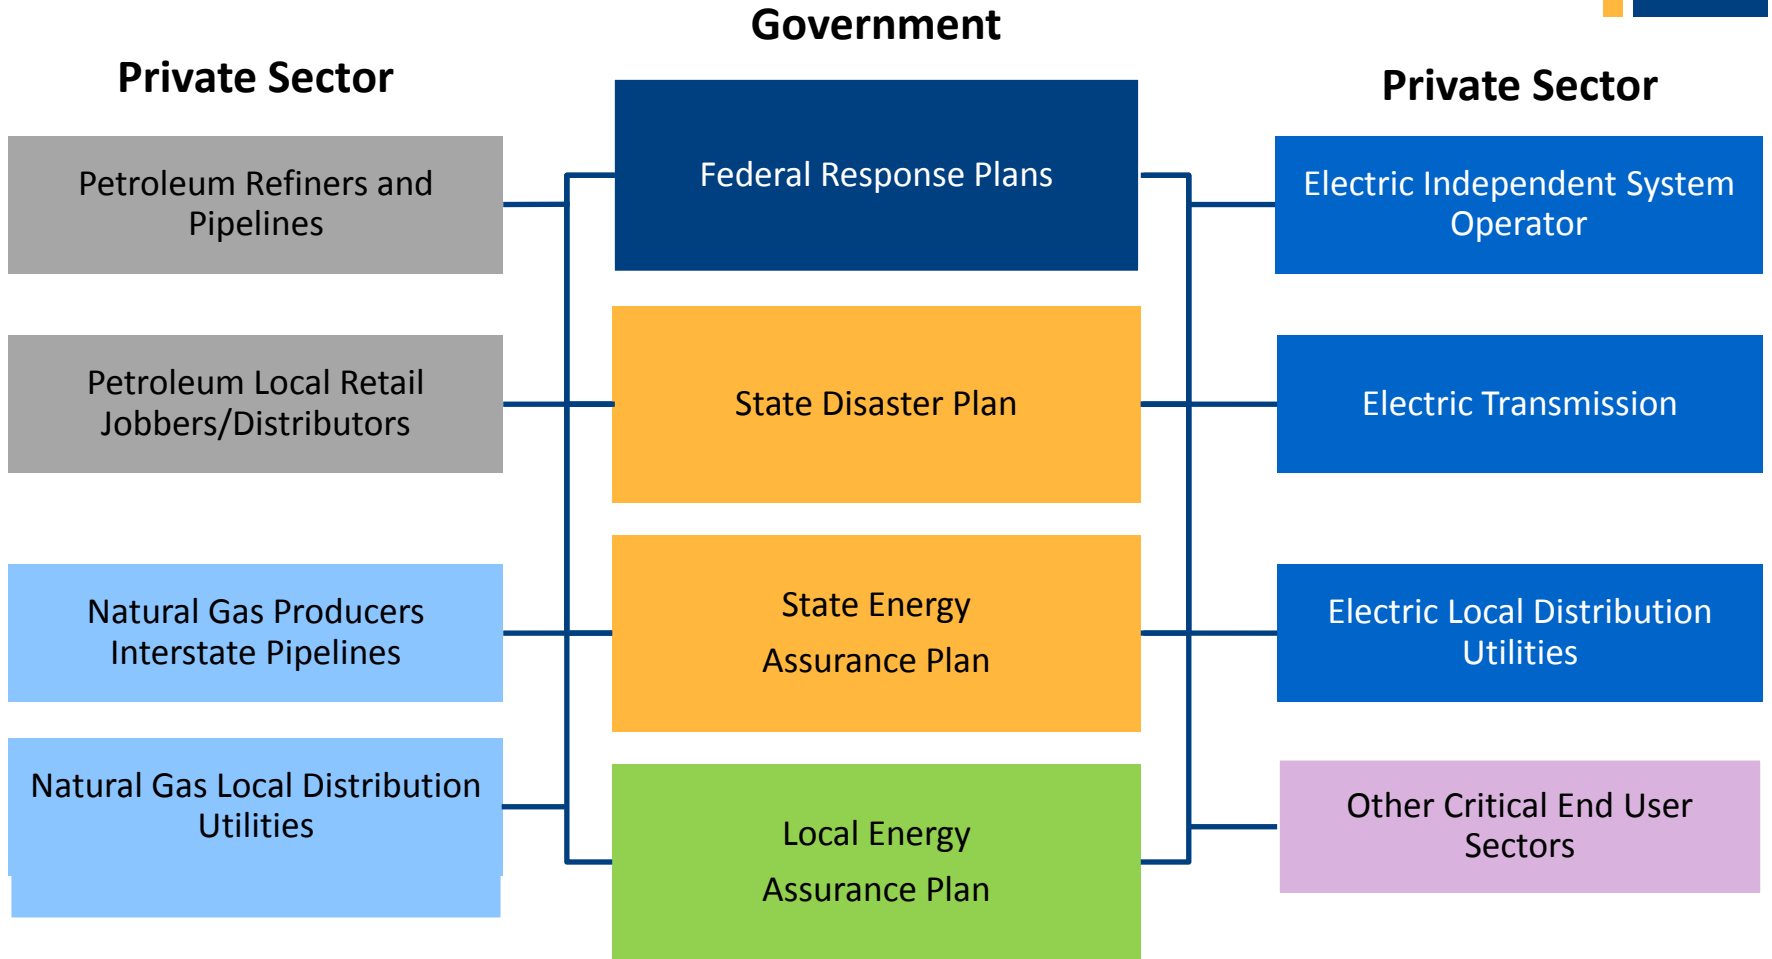 Government
Private Sector
Private Sector
Petroleum Refiners and
Pipelines
Federal Response Plans
Electric Independent System
Operator
Petroleum Local Retail
Jobbers/Distributors
State Disaster Plan
Electric Transmission
Natural Gas Producers
Interstate Pipelines
State Energy
Assurance Plan
Electric Local Distribution
Utilities
Natural Gas Local Distribution
Utilities
Local Energy
Assurance Plan
Other Critical End User
Sectors